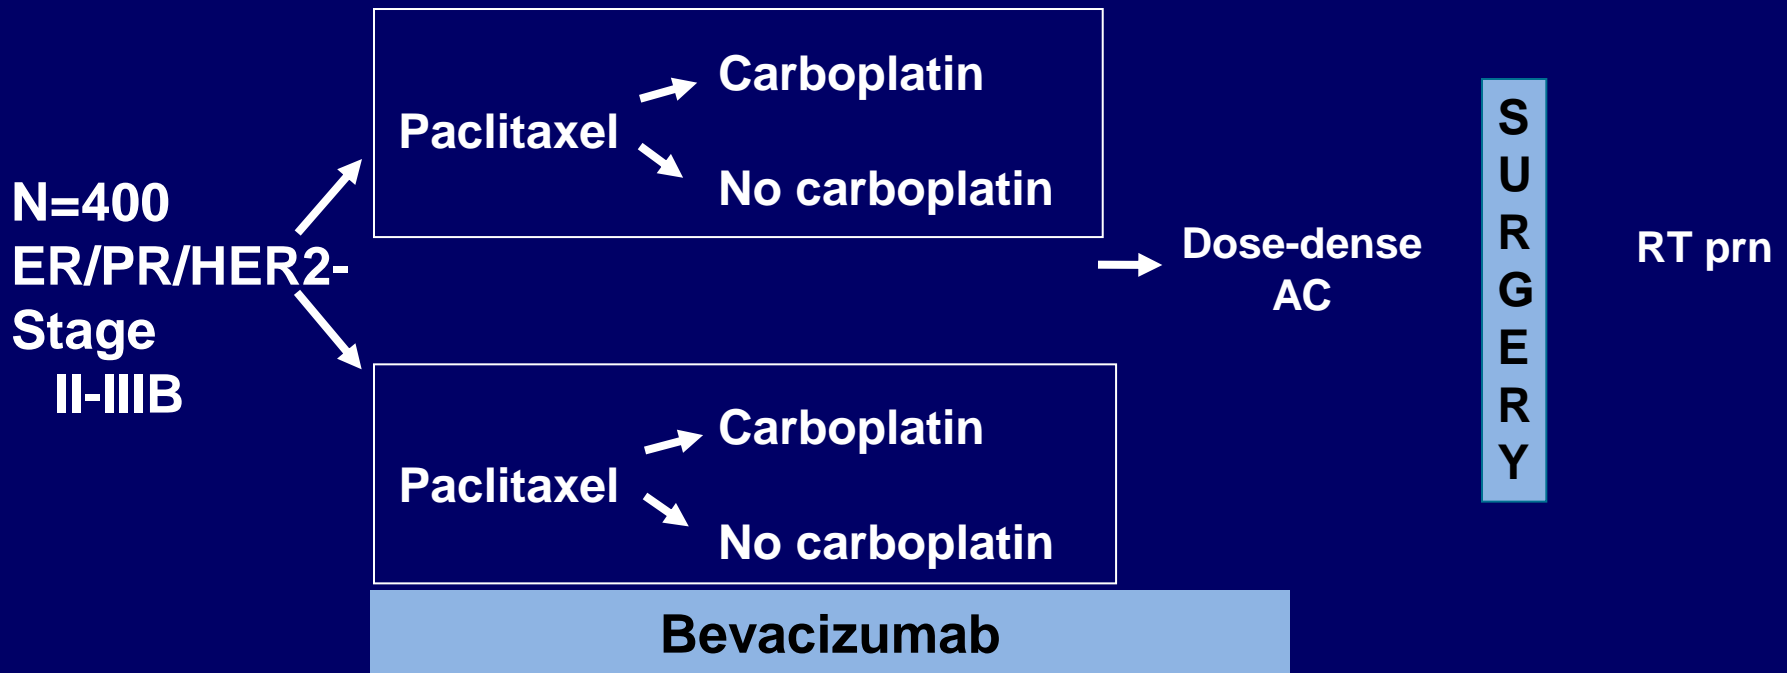 N=400
ER/PR/HER2-
Stage
II-IIIB
Paclitaxel
Carboplatin
No carboplatin
Paclitaxel
Carboplatin
No carboplatin
Bevacizumab
Dose-dense
AC
S
U
R
G
E
R
Y
RT prn